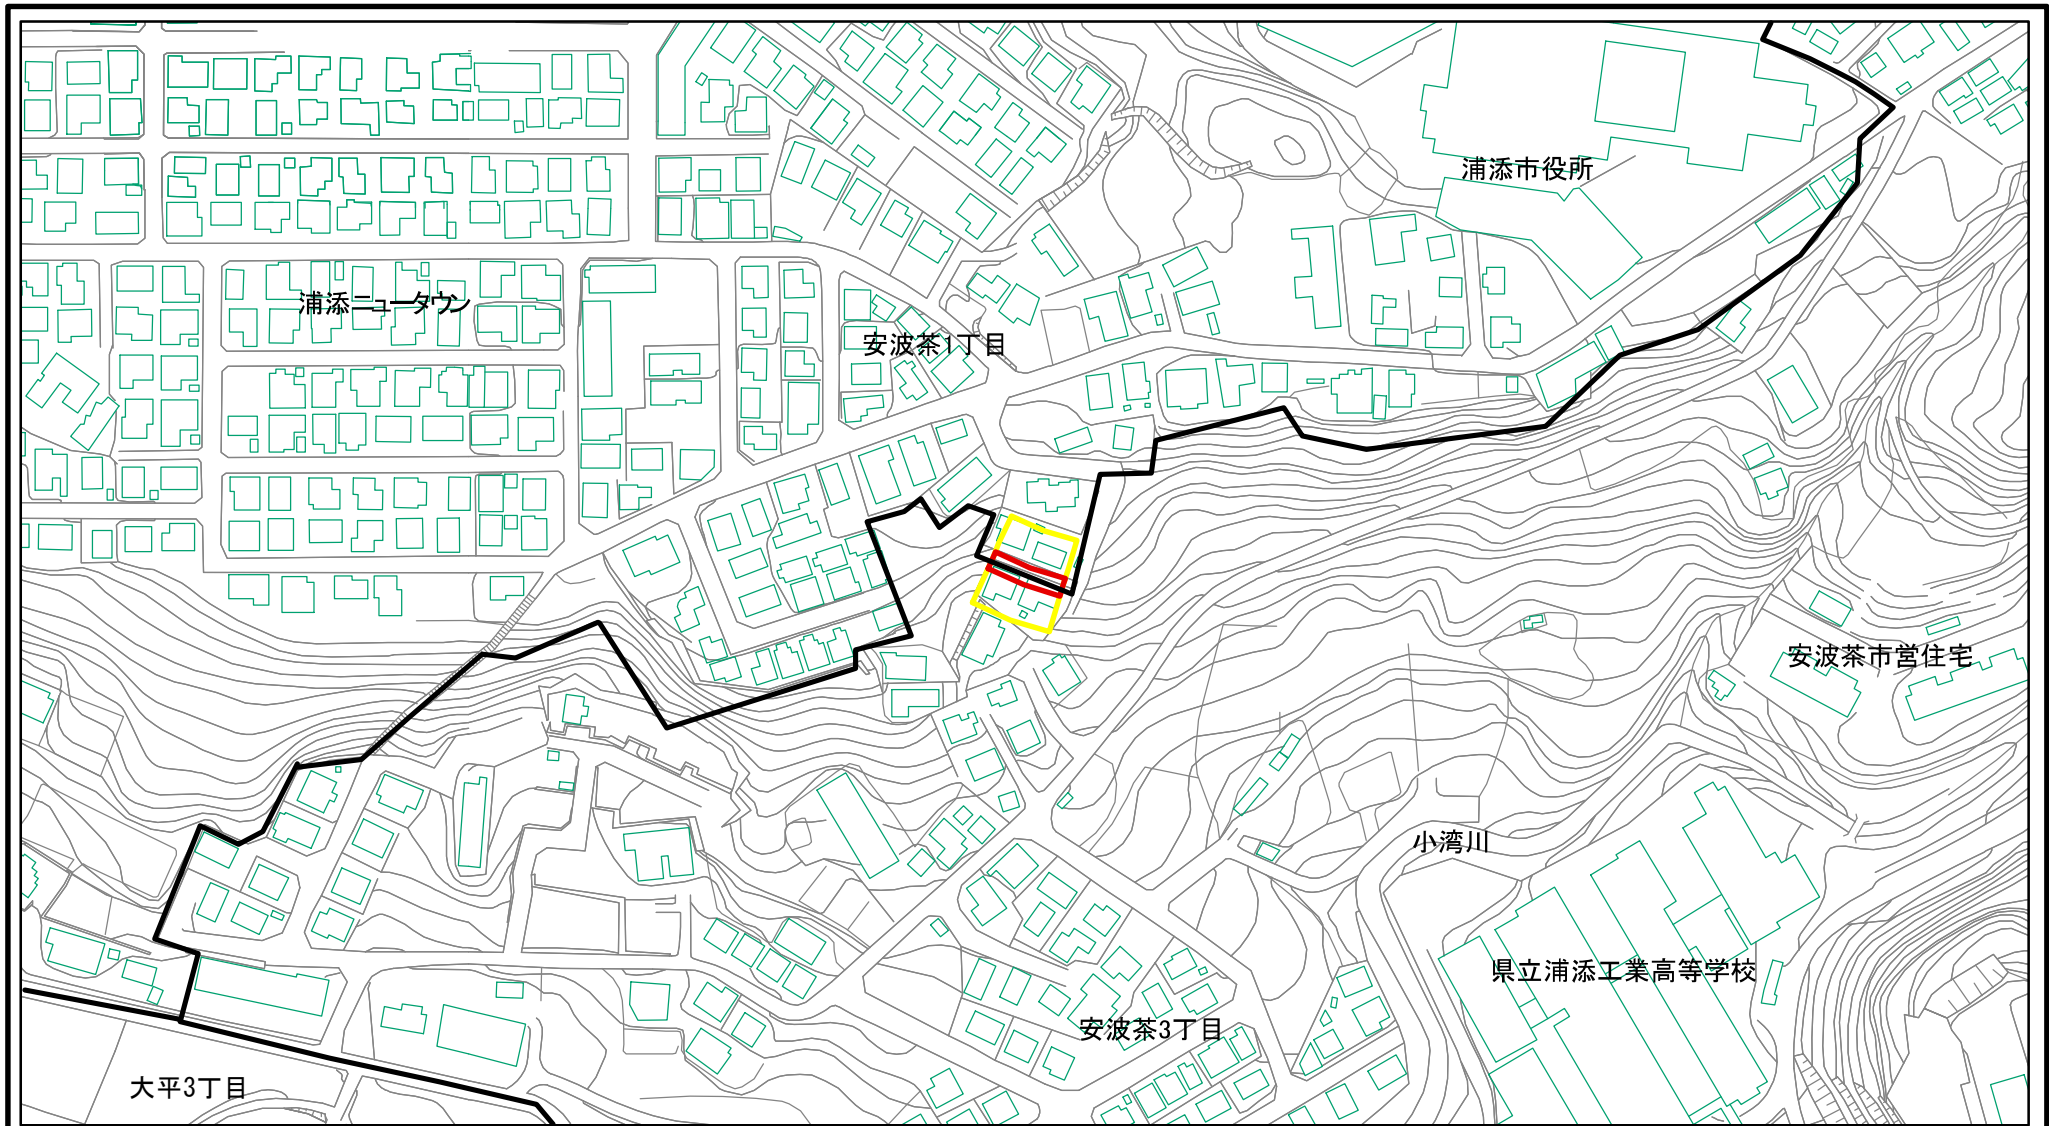 浦添市役所
浦添ニュータウン
安波茶1丁目
安波茶市営住宅
小湾川
県立浦添工業高等学校
安波茶3丁目
大平3丁目